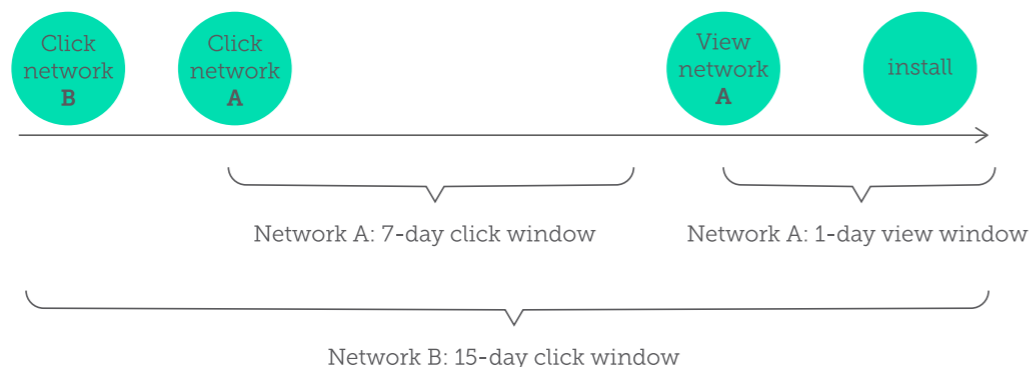 Click
network
B
Click
network
A
View
network
A
install
Network A: 7-day click window
Network A: 1-day view window
Network B: 15-day click window